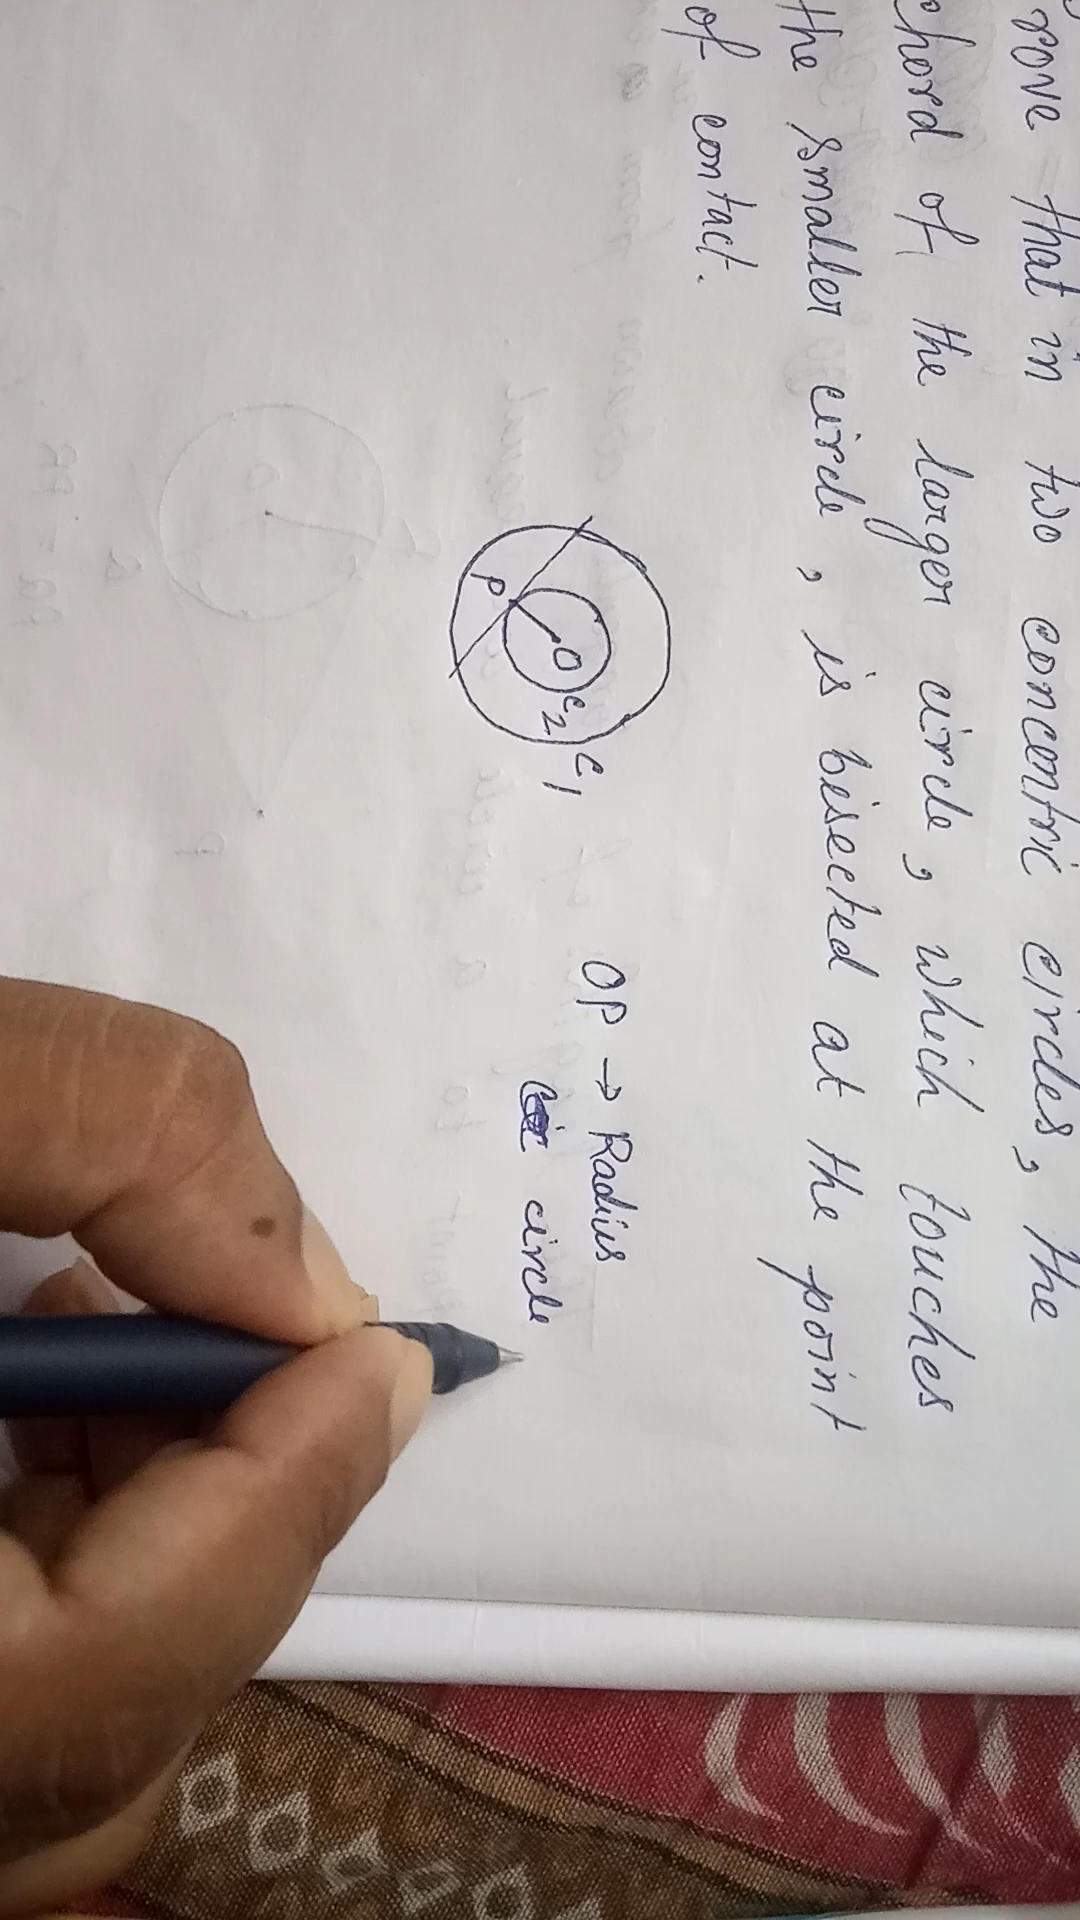 rove that in two concentric circles, the
chord of the larger circle, which touches
the smaller circle, is bisected at the point
of contact.
P
O
C2
C1
OP → Radius
circle